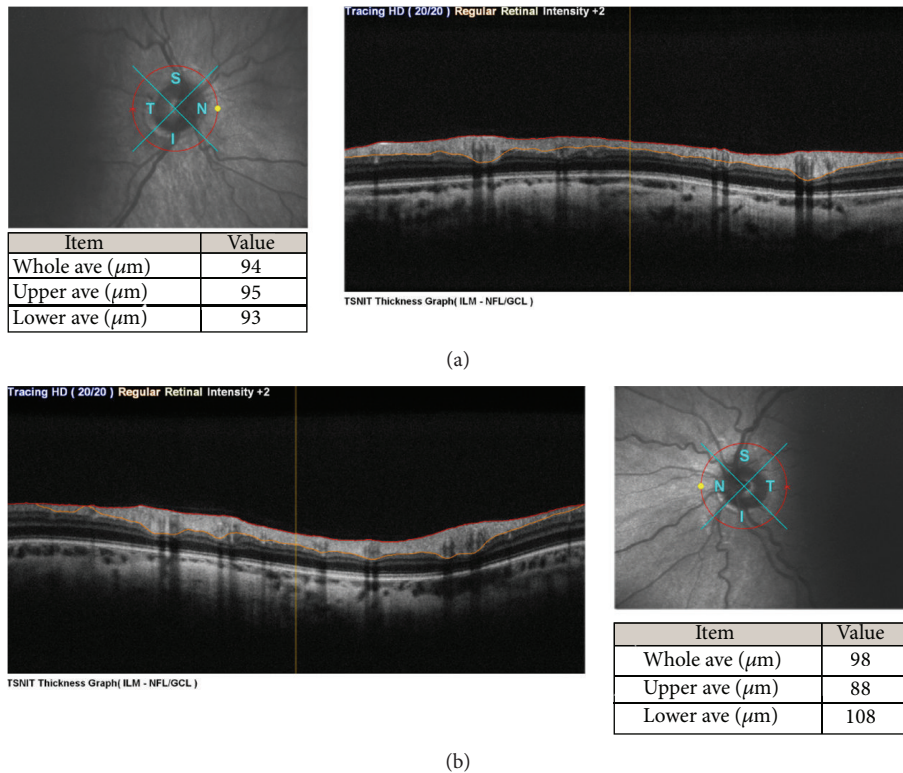 Tracing HD ( 20/20 ) Regular Retinal Intensity +2
S
T N
I
Item Value
Whole ave (μm) 94
Upper ave (μm) 95
Lower ave (μm) 93
TSNIT Thickness Graph( ILM - NFL/GCL )
(a)
Tracing HD ( 20/20 ) Regular Retinal Intensity +2
S
N T
I
TSNIT Thickness Graph( ILM - NFL/GCL )
Item Value
Whole ave (μm) 98
Upper ave (μm) 88
Lower ave (μm) 108
(b)